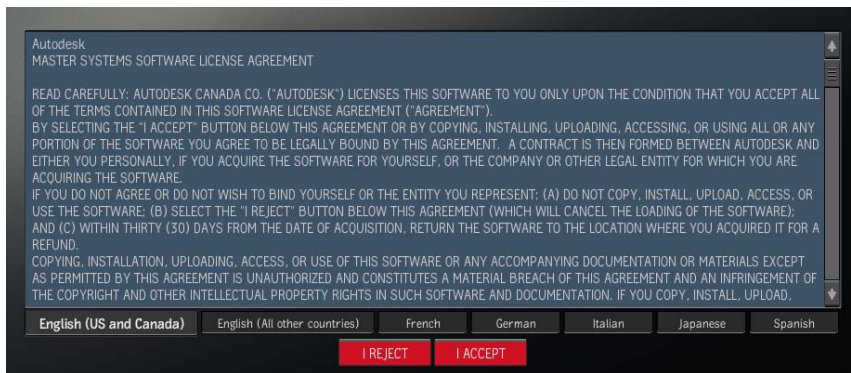 Autodesk
MASTER SYSTEMS SOFTWARE LICENSE AGREEMENT
READ CAREFULLY: AUTODESK CANADA CO. ("AUTODESK") LICENSES THIS SOFTWARE TO YOU ONLY UPON THE CONDITION THAT YOU ACCEPT ALL
OF THE TERMS CONTAINED IN THIS SOFTWARE LICENSE AGREEMENT ("AGREEMENT").
BY SELECTING THE "I ACCEPT" BUTTON BELOW THIS AGREEMENT OR BY COPYING, INSTALLING, UPLOADING, ACCESSING, OR USING ALL OR ANY
PORTION OF THE SOFTWARE YOU AGREE TO BE LEGALLY BOUND BY THIS AGREEMENT. A CONTRACT IS THEN FORMED BETWEEN AUTODESK AND
EITHER YOU PERSONALLY, IF YOU ACQUIRE THE SOFTWARE FOR YOURSELF, OR THE COMPANY OR OTHER LEGAL ENTITY FOR WHICH YOU ARE
ACQUIRING THE SOFTWARE.
IF YOU DO NOT AGREE OR DO NOT WISH TO BIND YOURSELF OR THE ENTITY YOU REPRESENT: (A) DO NOT COPY, INSTALL, UPLOAD, ACCESS, OR
USE THE SOFTWARE; (B) SELECT THE "I REJECT" BUTTON BELOW THIS AGREEMENT (WHICH WILL CANCEL THE LOADING OF THE SOFTWARE);
AND (C) WITHIN THIRTY (30) DAYS FROM THE DATE OF ACQUISITION, RETURN THE SOFTWARE TO THE LOCATION WHERE YOU ACQUIRED IT FOR A
REFUND.
COPYING, INSTALLATION, UPLOADING, ACCESS, OR USE OF THIS SOFTWARE OR ANY ACCOMPANYING DOCUMENTATION OR MATERIALS EXCEPT
AS PERMITTED BY THIS AGREEMENT IS UNAUTHORIZED AND CONSTITUTES A MATERIAL BREACH OF THIS AGREEMENT AND AN INFRINGEMENT OF
THE COPYRIGHT AND OTHER INTELLECTUAL PROPERTY RIGHTS IN SUCH SOFTWARE AND DOCUMENTATION. IF YOU COPY, INSTALL, UPLOAD,
English (US and Canada) English (All other countries) French German Italian Japanese Spanish
I REJECT I ACCEPT